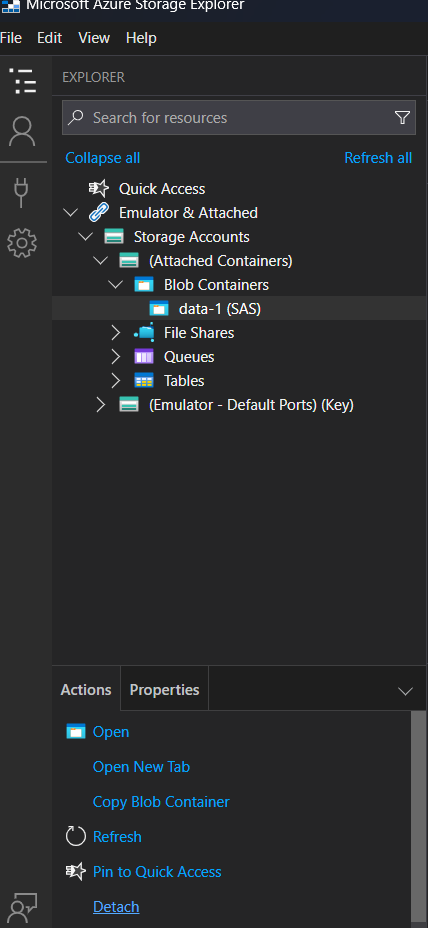 Microsoft Azure Storage Explorer
File Edit View Help
EXPLORER
Search for resources
Collapse all Refresh all
Quick Access
Emulator & Attached
Storage Accounts
(Attached Containers)
Blob Containers
data-1 (SAS)
File Shares
Queues
Tables
(Emulator - Default Ports) (Key)
Actions Properties
Open
Open New Tab
Copy Blob Container
Refresh
Pin to Quick Access
Detach